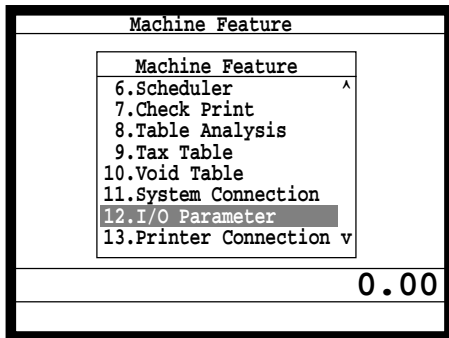 Machine Feature
Machine Feature
6.Scheduler ^
7.Check Print
8.Table Analysis
9.Tax Table
10.Void Table
11.System Connection
12.I/O Parameter
13.Printer Connection v
0.00